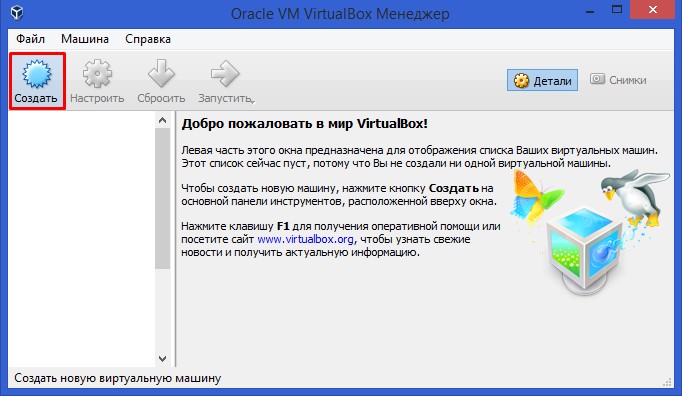 Oracle VM VirtualBox Менеджер
Файл Машина Справка
Создать Настроить Сбросить Запустить Детали Снимки
Добро пожаловать в мир VirtualBox!
Левая часть этого окна предназначена для отображения списка Ваших виртуальных машин.
Этот список сейчас пуст, потому что Вы не создали ни одной виртуальной машины.
Чтобы создать новую машину, нажмите кнопку Создать на
основной панели инструментов, расположенной вверху окна.
Нажмите клавишу F1 для получения оперативной помощи или
посетите сайт www.virtualbox.org, чтобы узнать свежие
новости и получить актуальную информацию.
Создать новую виртуальную машину